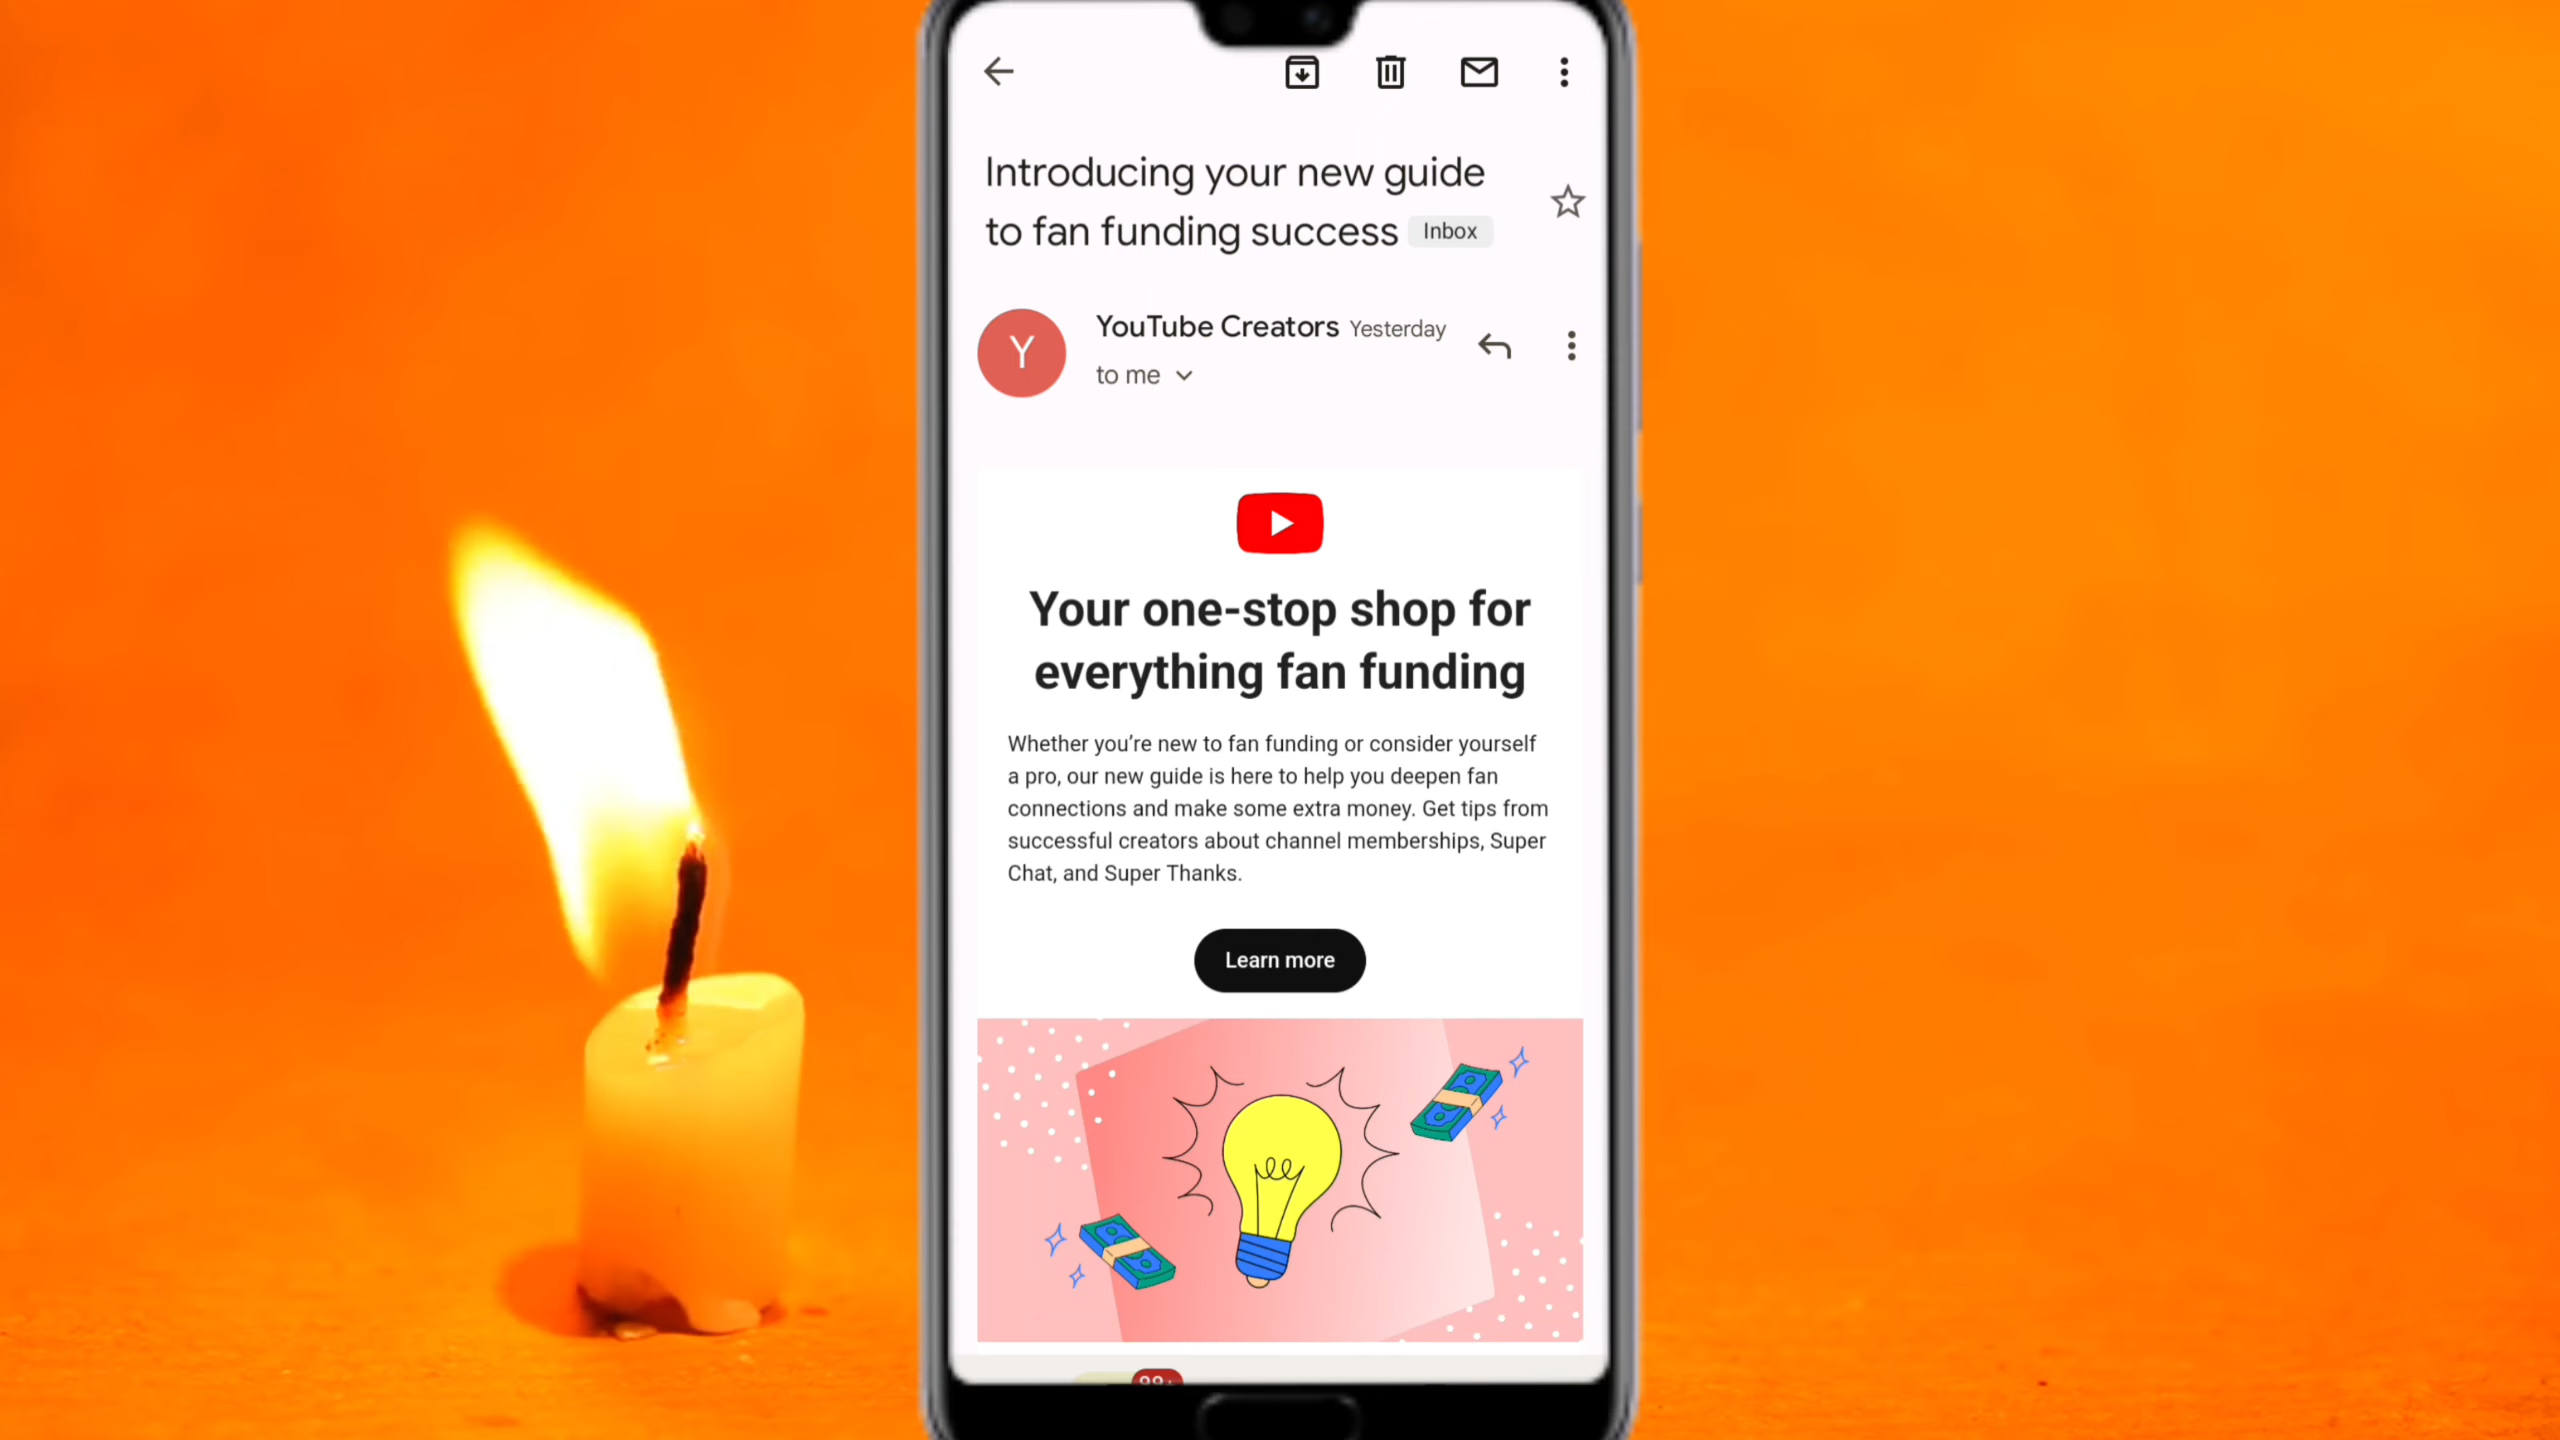 Introducing your new guide
to fan funding success Inbox
Y
YouTube Creators Yesterday
to me
Your one-stop shop for
everything fan funding
Whether you’re new to fan funding or consider yourself
a pro, our new guide is here to help you deepen fan
connections and make some extra money. Get tips from
successful creators about channel memberships, Super
Chat, and Super Thanks.
Learn more